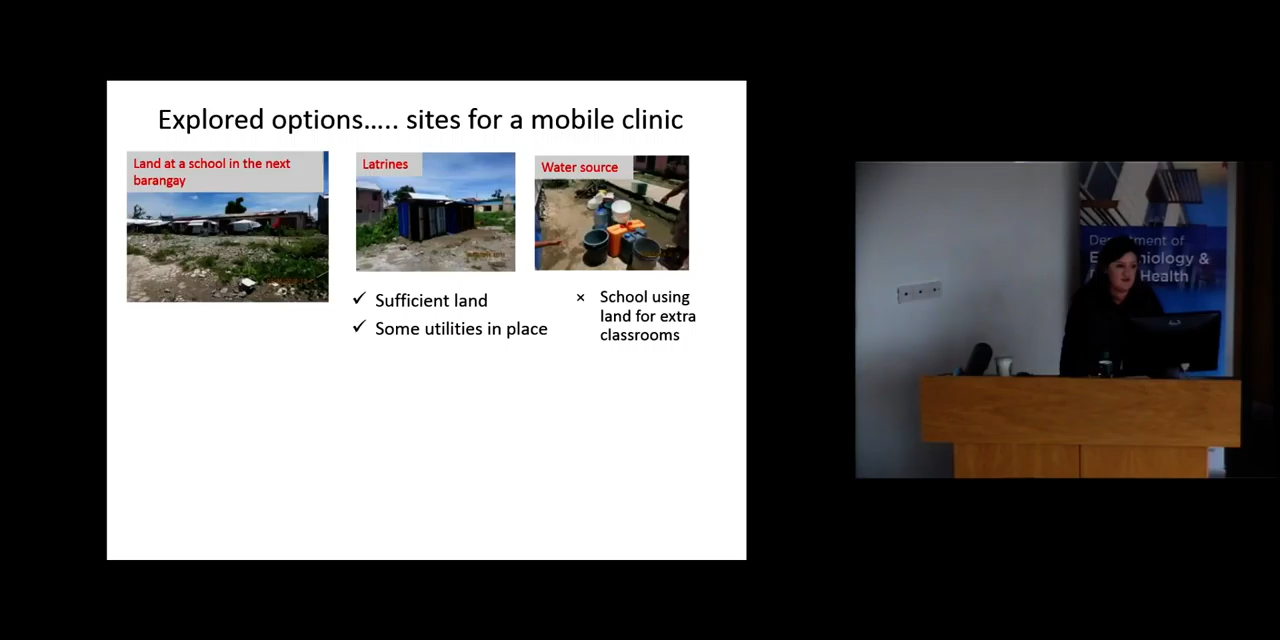 Explored options….. sites for a mobile clinic
Land at a school in the next
barangay
Latrines
Water source
✓ Sufficient land
✓ Some utilities in place
× School using
land for extra
classrooms
Department of
Health